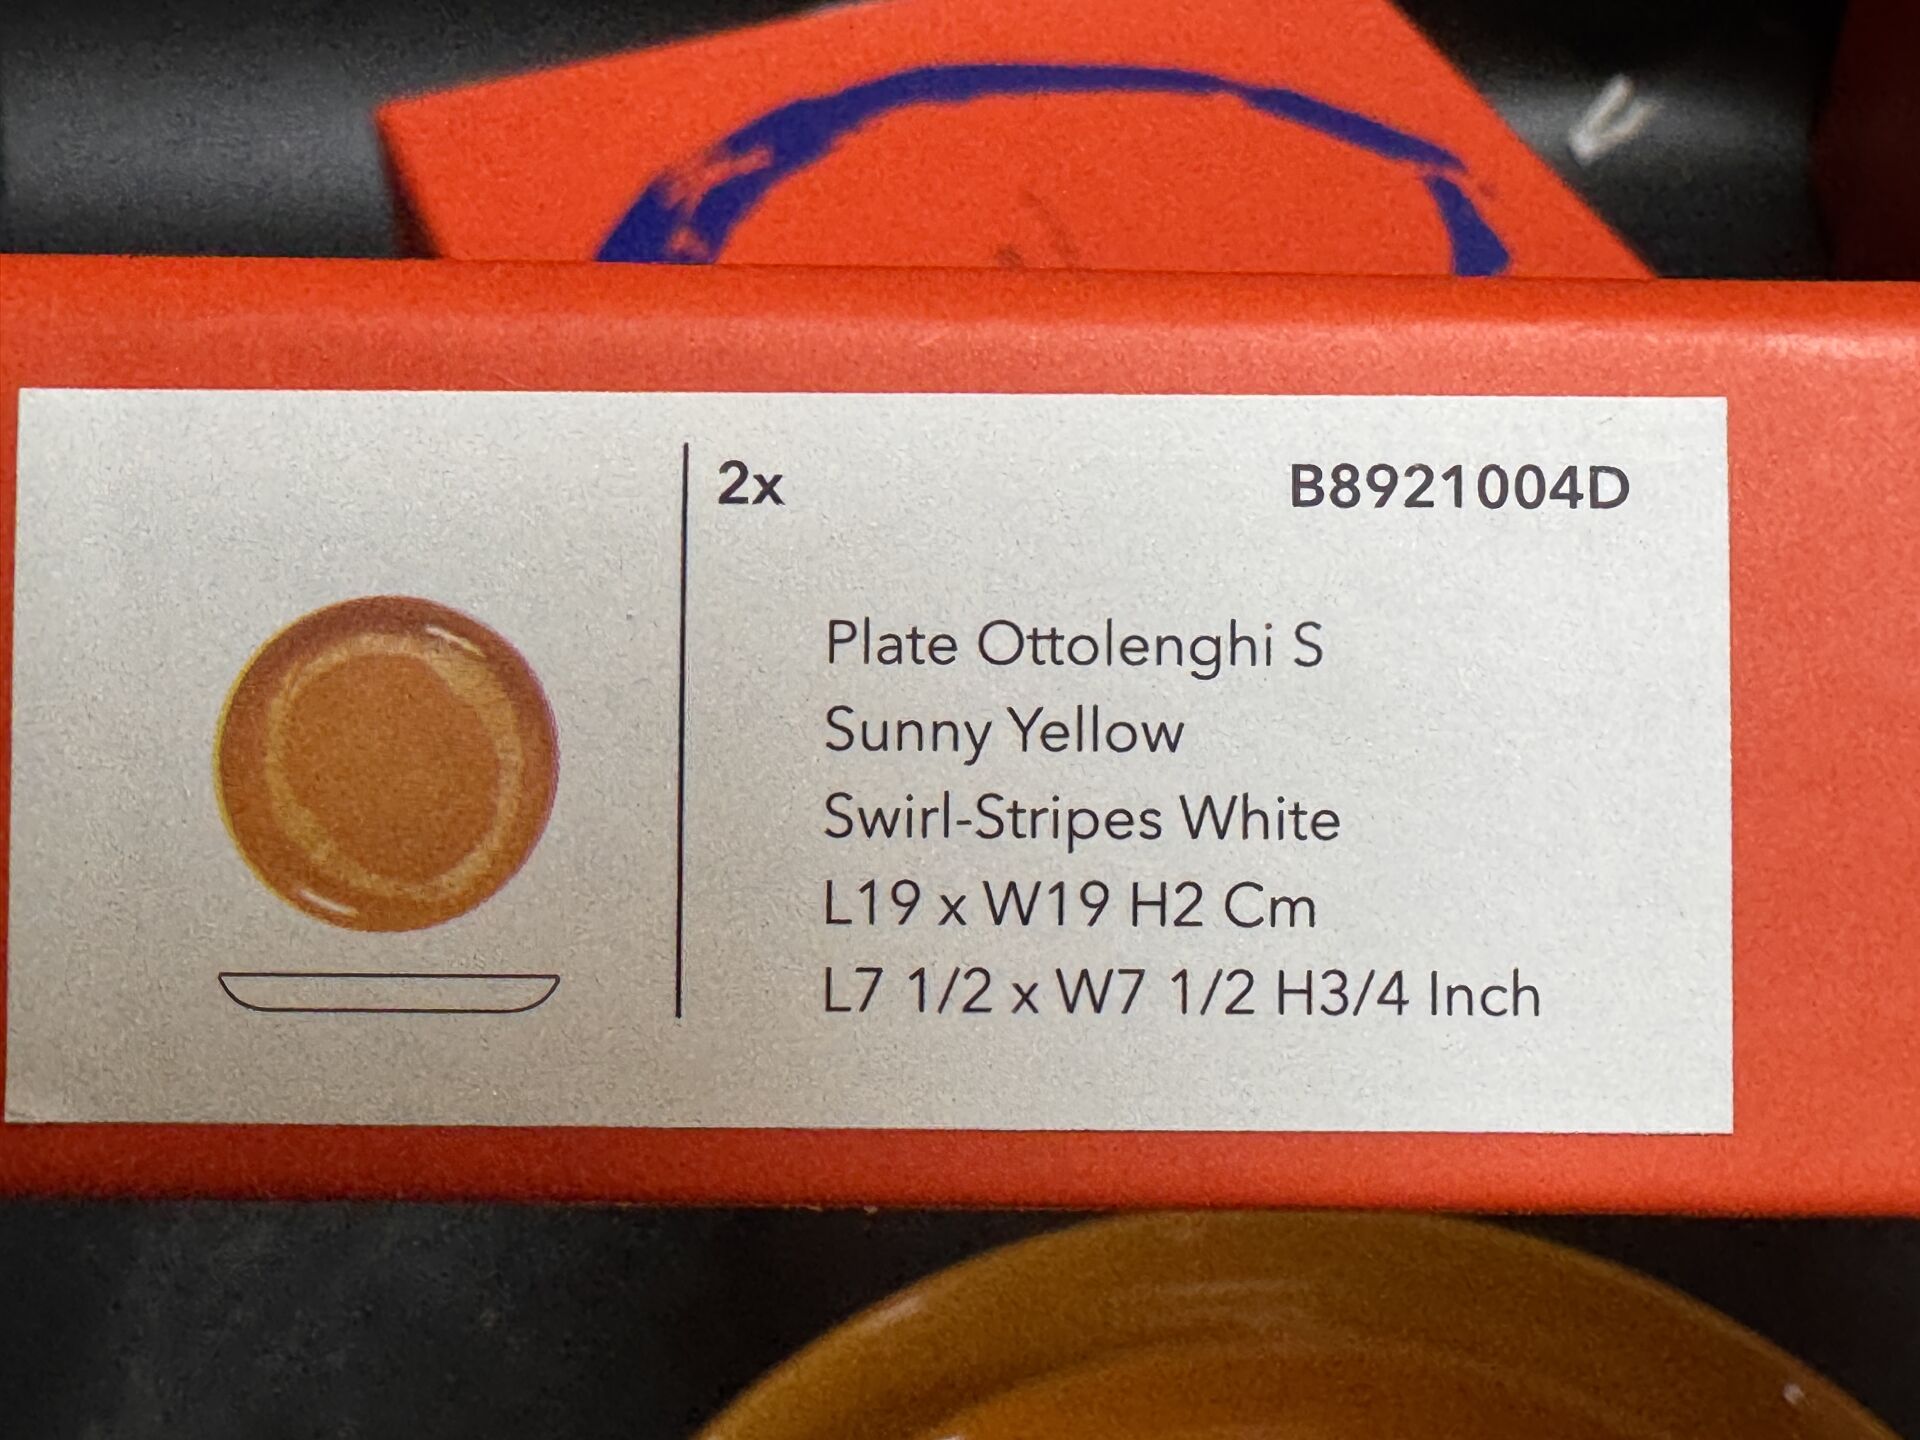 2x B8921004D
Plate Ottolenghi S
Sunny Yellow
Swirl-Stripes White
L19 x W19 H2 Cm
L7 1/2 x W7 1/2 H3/4 Inch